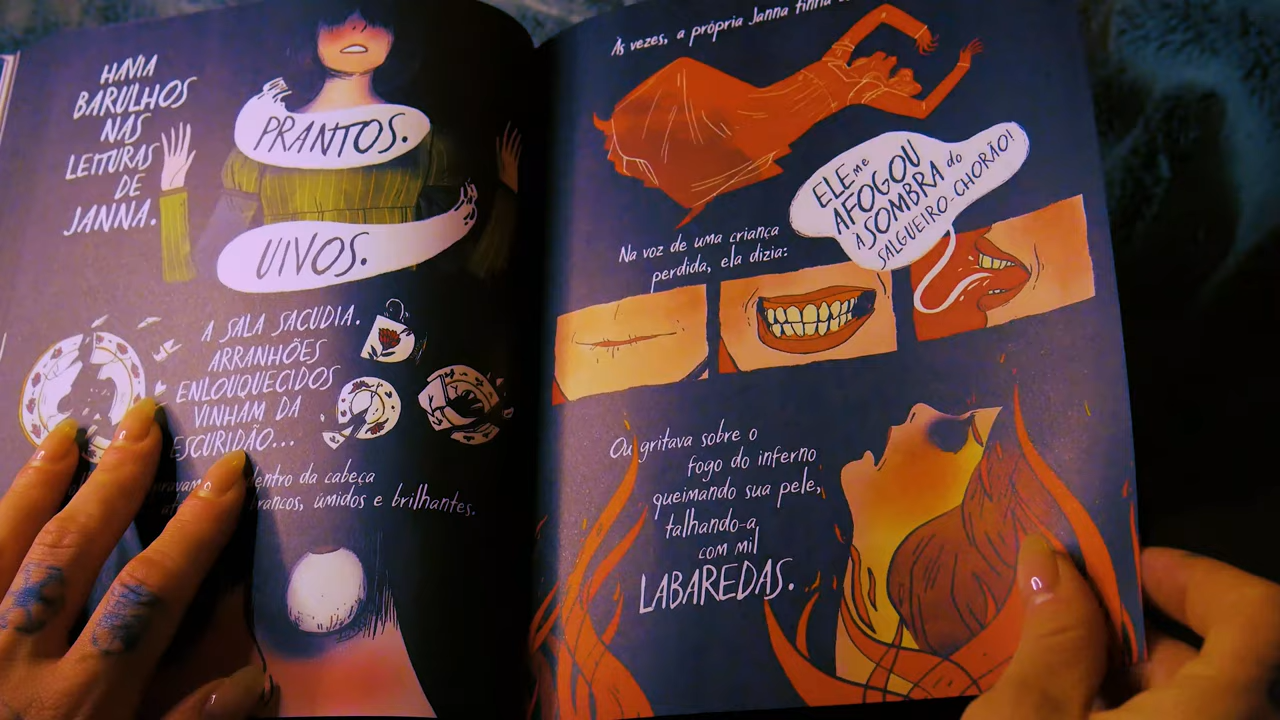 HAVIA
BARULHOS
NAS
LEITURAS
DE
JANNA.
PRANTOS.
UIVOS.
A SALA SACUDIA.
ARRANHÕES
ENLOUQUECIDOS
VINHAM DA
ESCURIDÃO...
dentro da cabeça
brancos, úmidos e brilhantes.
Às vezes, a própria Janna tinha
ELE me
AFOGOU
A SOMBRA do
SALGUEIRO-CHORÃO!
Na voz de uma criança
perdida, ela dizia:
Ou gritava sobre o
fogo do inferno
queimando sua pele,
talhando-a
com mil
LABAREDAS.